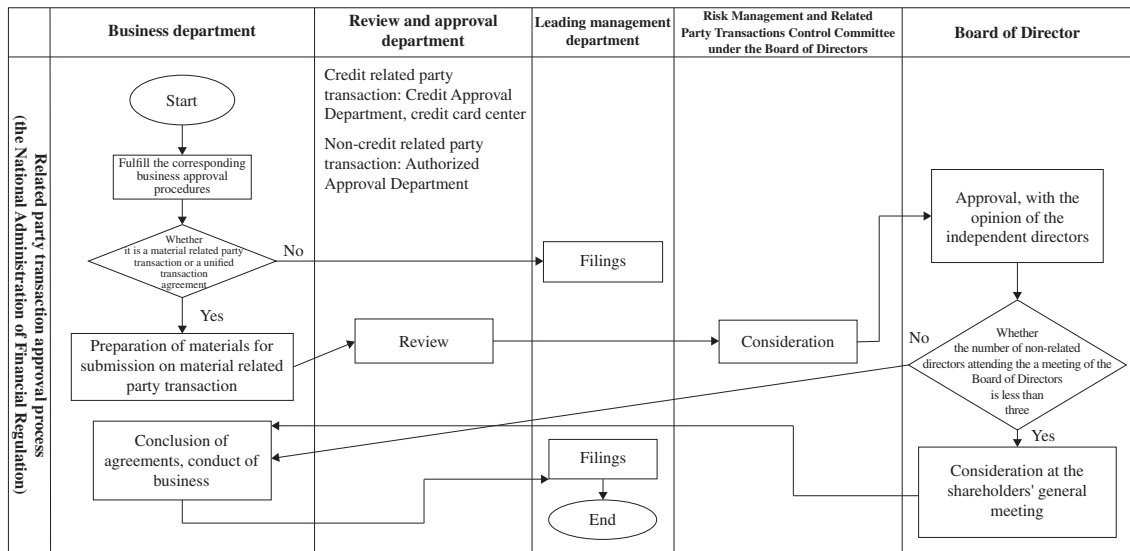 Business department
Review and approval
department
Leading management
department
Risk Management and Related
Party Transactions Control Committee
under the Board of Directors
Board of Director
Related party transaction approval process
(the National Administration of Financial Regulation)
Start
Fulfill the corresponding
business approval
procedures
Whether
it is a material related party
transaction or a unified
transaction
agreement
No
Yes
Preparation of materials for
submission on material related
party transaction
Conclusion of
agreements, conduct of
business
Credit related party
transaction: Credit Approval
Department, credit card center
Non-credit related party
transaction: Authorized
Approval Department
Review
Filings
Filings
End
Consideration
Approval, with the
opinion of the
independent directors
No
Whether
the number of non-related
directors attending the a meeting of the
Board of Directors
is less than
three
Yes
Consideration at the
shareholders' general
meeting